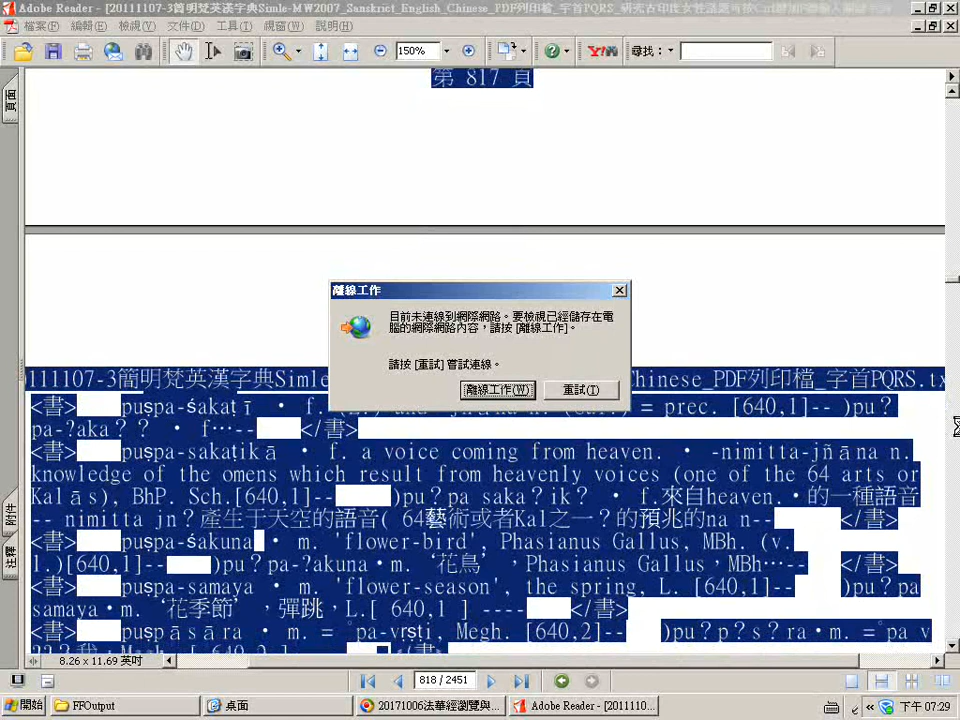 Adobe Reader - [20111107-3簡明梵英漢字典Simle-MW2007_Sanskrict_English_Chinese_PDF列印檔_字首PQRS_
檔案(F) 編輯(E) 檢視(V) 文件(D) 工具(T) 視窗(W) 說明(H)
150% 尋找:
頁面
第 817 頁
離線工作
目前未連線到網際網路。要檢視已經儲存在電
腦的網際網路內容，請按 [離線工作]。
請按 [重試] 嘗試連線。
離線工作(W) 重試(T)
111107-3簡明梵英漢字典Simle Chinese_PDF列印檔_字首PQRS.tx
<書> puṣpa-śakaṭī • f. = prec. [640,1]-- )pu？
pa-?aka？？ • f…-- </書>
<書> puṣpa-sakaṭikā • f. a voice coming from heaven. • -nimitta-jñāna n.
knowledge of the omens which result from heavenly voices (one of the 64 arts or
Kalās), BhP. Sch.[640,1]-- )pu？pa saka？ik？ • f.來自heaven.•的一種語音
-- nimitta jn？產生于天空的語音( 64藝術或者Kal之一？的預兆的na n-- </書>
<書> puṣpa-śakuna • m. 'flower-bird', Phasianus Gallus, MBh. (v.
l.)[640,1]-- )pu？pa-?akuna•m. ‘花鳥’,Phasianus Gallus,MBh…-- </書>
<書> puṣpa-samaya • m. 'flower-season', the spring, L. [640,1]-- )pu？pa
samaya•m.‘花季節’，彈跳，L.[ 640,1 ] ---- </書>
<書> puṣpāsāra • m. = °pa-vṛṣṭi, Megh. [640,2]-- )pu？p？s？ra•m. =°pa v
附件
注釋
8.26 x 11.69 英吋
818 / 2451
開始 FFOutput 桌面 20171006法華經瀏覽與... Adobe Reader - [2011110... 下午 07:29